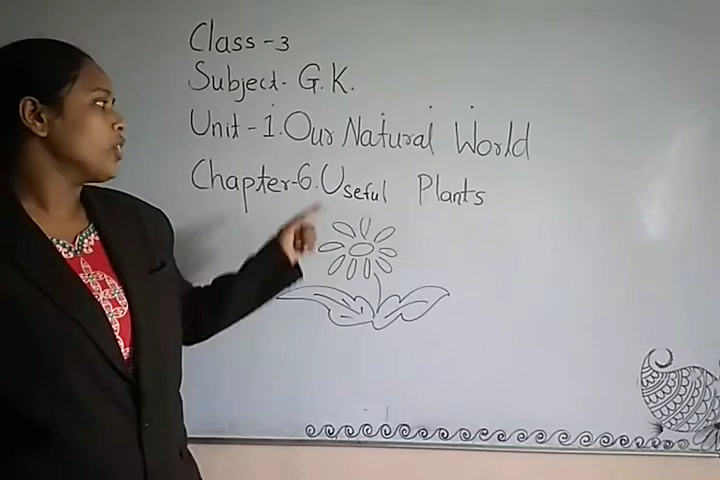 Class-3
Subject- G.K.
Unit-1. Our Natural World
Chapter-6. Useful Plants